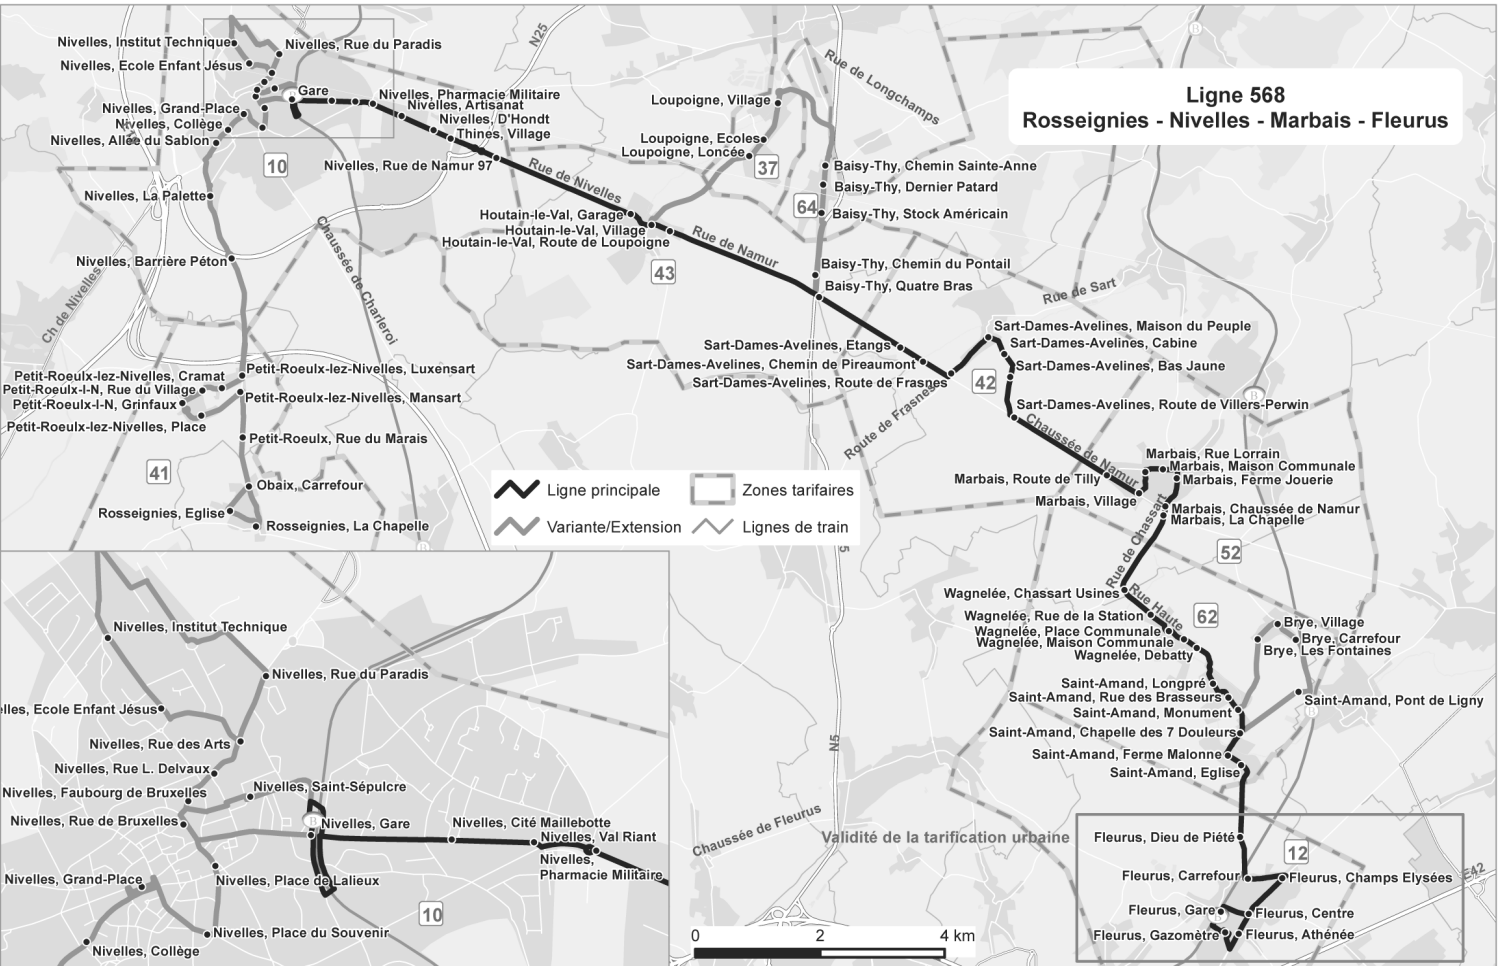 Ligne 568
Rosseignies - Nivelles - Marbais - Fleurus
Nivelles, Institut Technique
Nivelles, Rue du Paradis
Nivelles, Ecole Enfant Jésus
Gare
Nivelles, Pharmacie Militaire
Nivelles, Artisanat
Nivelles, D'Hondt
Thines, Village
Nivelles, Grand-Place
Nivelles, Collège
Nivelles, Allée du Sablon
10
Nivelles, Rue de Namur 97
Nivelles, La Palette
Nivelles, Barrière Péton
N25
Rue de Nivelles
Chaussée de Charleroi
Ch de Nivelles
Loupoigne, Village
Loupoigne, Ecoles
Loupoigne, Loncée
37
Rue de Longchamps
Baisy-Thy, Chemin Sainte-Anne
Baisy-Thy, Dernier Patard
64
Baisy-Thy, Stock Américain
Houtain-le-Val, Garage
Houtain-le-Val, Village
Houtain-le-Val, Route de Loupoigne
Rue de Namur
43
Baisy-Thy, Chemin du Pontail
Baisy-Thy, Quatre Bras
Rue de Sart
Sart-Dames-Avelines, Maison du Peuple
Sart-Dames-Avelines, Cabine
Sart-Dames-Avelines, Etangs
Sart-Dames-Avelines, Chemin de Pireaumont
Sart-Dames-Avelines, Bas Jaune
Sart-Dames-Avelines, Route de Frasnes
42
Sart-Dames-Avelines, Route de Villers-Perwin
Route de Frasnes
Chaussée de Namur
Petit-Roeulx-lez-Nivelles, Cramat
Petit-Roeulx-lez-Nivelles, Luxensart
Petit-Roeulx-l-N, Rue du Village
Petit-Roeulx-l-N, Grinfaux
Petit-Roeulx-lez-Nivelles, Mansart
Petit-Roeulx-lez-Nivelles, Place
Petit-Roeulx, Rue du Marais
41
Obaix, Carrefour
Rosseignies, Eglise
Rosseignies, La Chapelle
Ligne principale
Zones tarifaires
Variante/Extension
Lignes de train
Marbais, Rue Lorrain
Marbais, Maison Communale
Marbais, Route de Tilly
Marbais, Ferme Jouerie
Marbais, Village
Marbais, Chaussée de Namur
Marbais, La Chapelle
Rue de Chassart
52
Wagnelée, Chassart Usines
Rue Haute
Wagnelée, Rue de la Station
62
Wagnelée, Place Communale
Wagnelée, Maison Communale
Wagnelée, Debatty
Brye, Village
Brye, Carrefour
Brye, Les Fontaines
Saint-Amand, Longpré
Saint-Amand, Rue des Brasseurs
Saint-Amand, Pont de Ligny
Saint-Amand, Monument
Saint-Amand, Chapelle des 7 Douleurs
Saint-Amand, Ferme Malonne
Saint-Amand, Eglise
N5
Chaussée de Fleurus
Validité de la tarification urbaine
Fleurus, Dieu de Piété
12
Fleurus, Carrefour
Fleurus, Champs Elysées
E42
Fleurus, Gare
Fleurus, Centre
Fleurus, Gazomètre
Fleurus, Athénée
0 2 4 km
Nivelles, Institut Technique
Nivelles, Rue du Paradis
elles, Ecole Enfant Jésus
Nivelles, Rue des Arts
Nivelles, Rue L. Delvaux
Nivelles, Faubourg de Bruxelles
Nivelles, Saint-Sépulcre
Nivelles, Rue de Bruxelles
Nivelles, Gare
Nivelles, Cité Maillebotte
Nivelles, Val Riant
Nivelles,
Pharmacie Militaire
Nivelles, Grand-Place
Nivelles, Place de Lalieux
10
Nivelles, Place du Souvenir
Nivelles, Collège